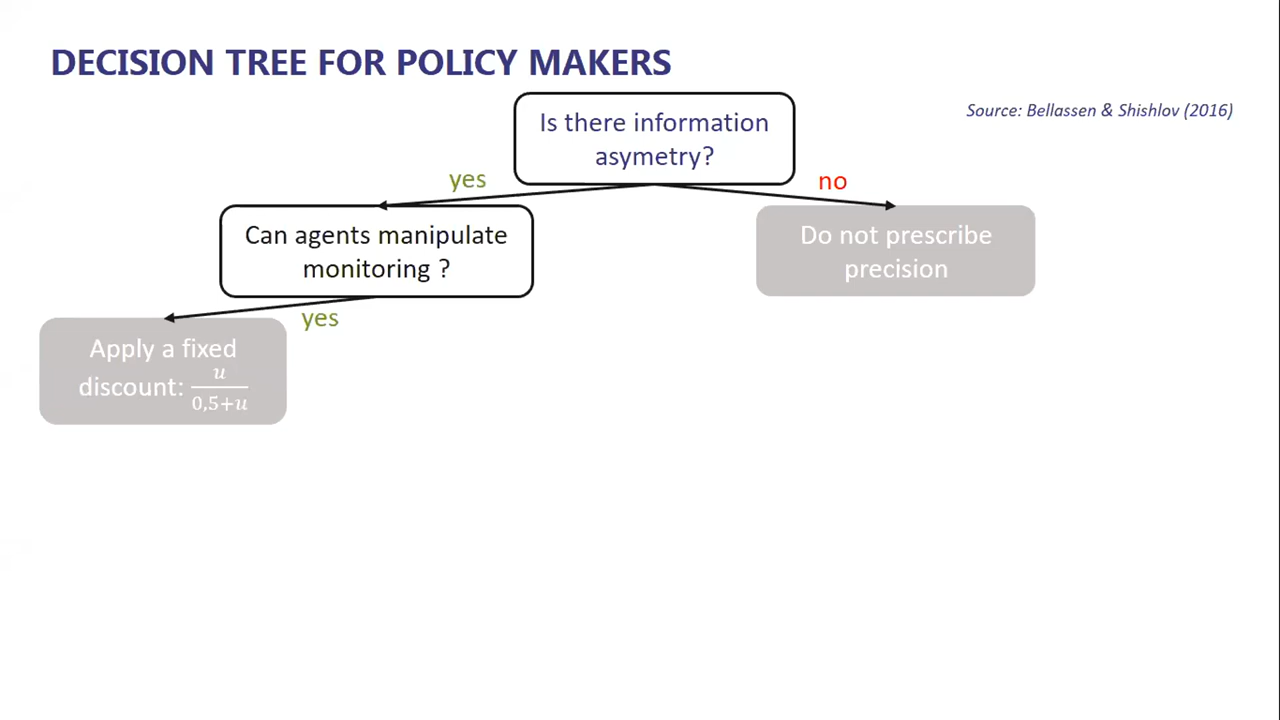 DECISION TREE FOR POLICY MAKERS
Source: Bellassen & Shishlov (2016)
Is there information
asymetry?
yes
no
Can agents manipulate
monitoring ?
Do not prescribe
precision
yes
Apply a fixed
discount: u/0,5+u